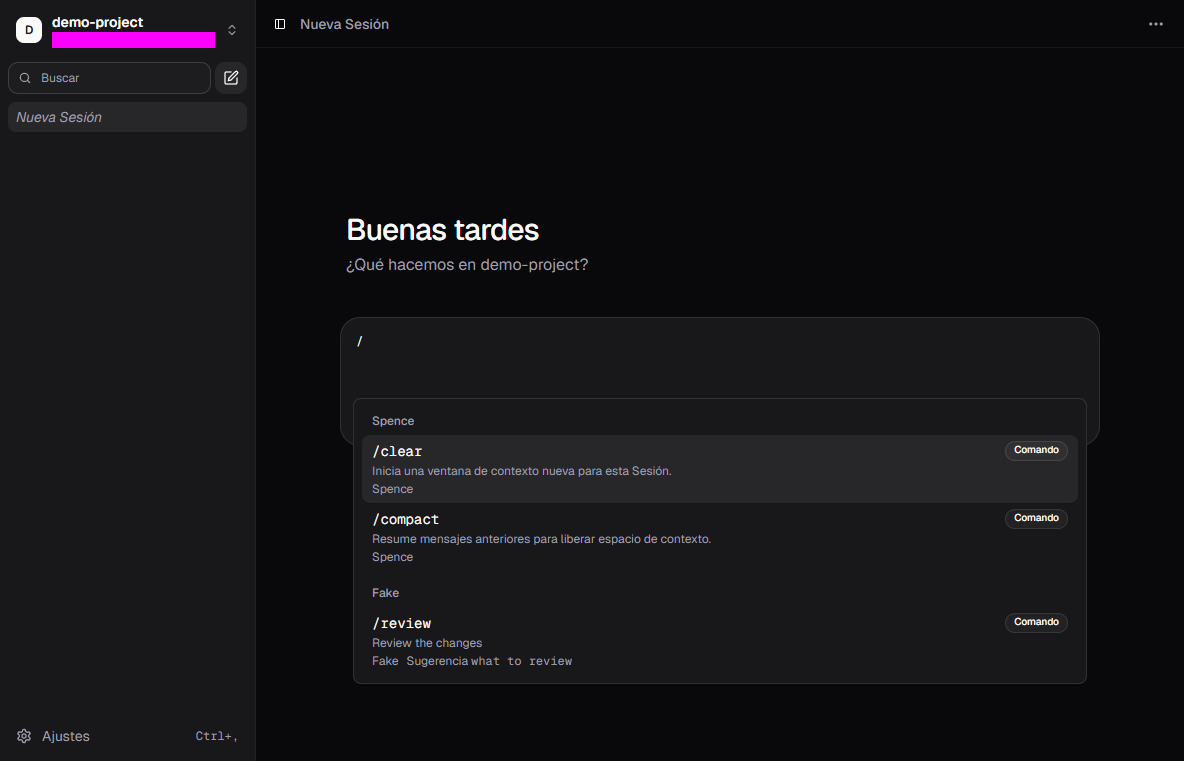 D
demo-project
Buscar
Nueva Sesión
Ajustes
Ctrl+,
Nueva Sesión
Buenas tardes
¿Qué hacemos en demo-project?
/
Spence
/clear
Comando
Inicia una ventana de contexto nueva para esta Sesión.
Spence
/compact
Comando
Resume mensajes anteriores para liberar espacio de contexto.
Spence
Fake
/review
Comando
Review the changes
Fake Sugerencia what to review